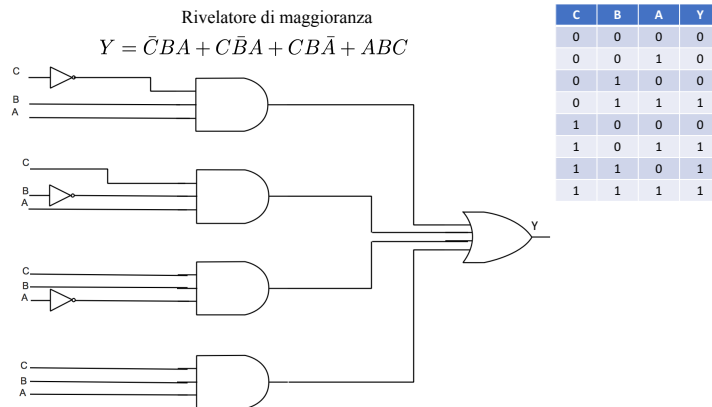 Rivelatore di maggioranza
Y = C̄BA + CB̄A + CBĀ + ABC
C B A Y
0 0 0 0
0 0 1 0
0 1 0 0
0 1 1 1
1 0 0 0
1 0 1 1
1 1 0 1
1 1 1 1
C
B
A
C
B
A
C
B
A
C
B
A
Y